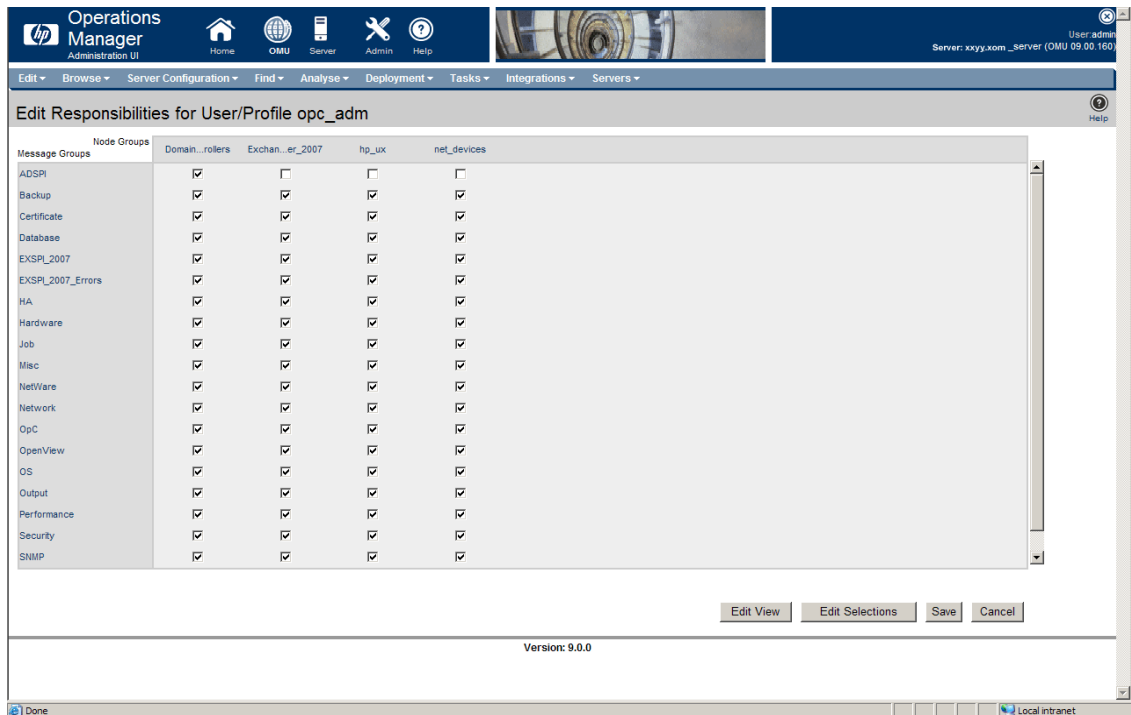 hp
Operations
Manager
Administration UI
Home
OMU
Server
Admin
Help
User:admin
Server: xxyy.xom _server (OMU 09.00.160)
Edit Browse Server Configuration Find Analyse Deployment Tasks Integrations Servers
Edit Responsibilities for User/Profile opc_adm
Help
Node Groups
Message Groups
Domain...rollers Exchan...er_2007 hp_ux net_devices
ADSPI
Backup
Certificate
Database
EXSPI_2007
EXSPI_2007_Errors
HA
Hardware
Job
Misc
NetWare
Network
OpC
OpenView
OS
Output
Performance
Security
SNMP
Edit View Edit Selections Save Cancel
Version: 9.0.0
Done Local intranet